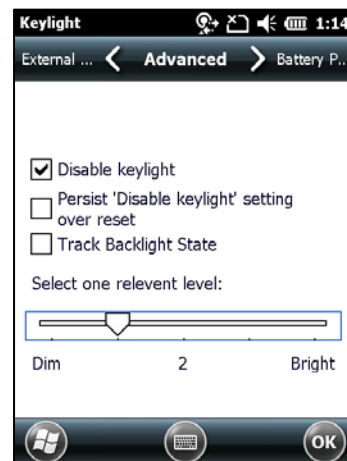 Keylight 1:14
External ... Advanced Battery P..
Disable keylight
Persist 'Disable keylight' setting
over reset
Track Backlight State
Select one relevent level:
Dim 2 Bright
OK